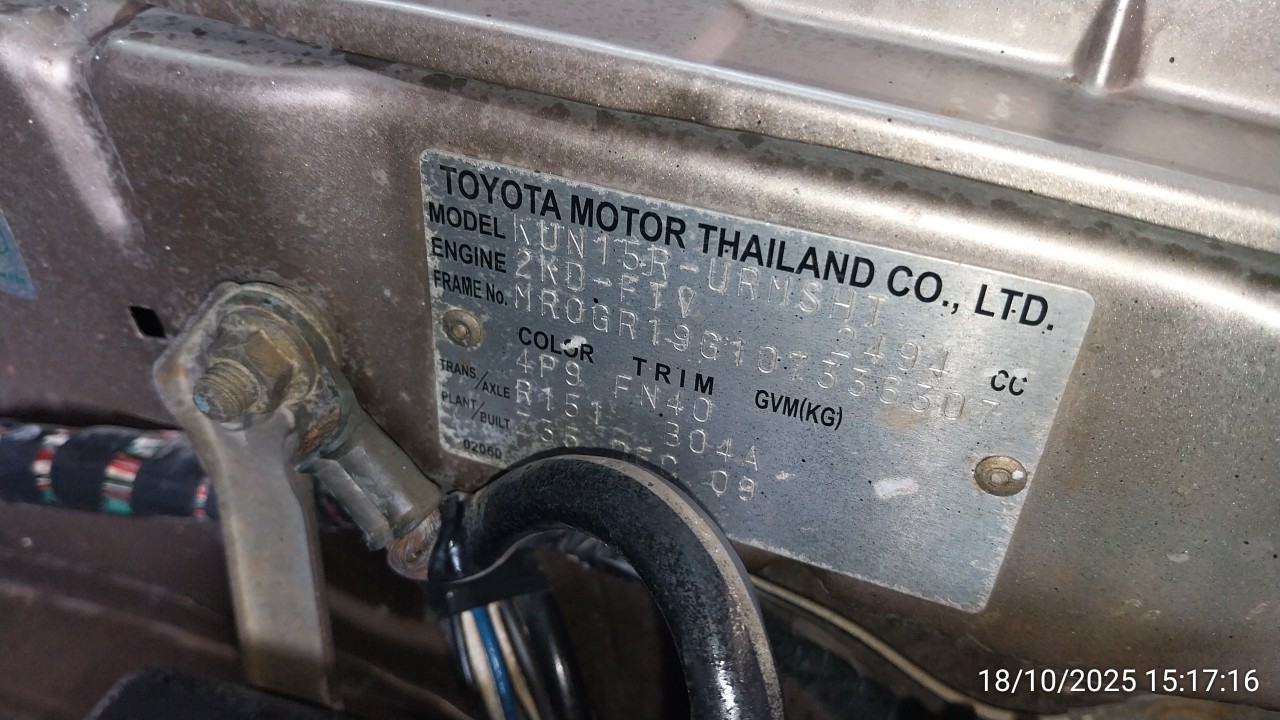 TOYOTA MOTOR THAILAND CO., LTD.
MODEL KUN15R-URMSHT
ENGINE 2KD-FTV 2494 CC
FRAME No. MR0GR19G107336307
COLOR TRIM GVM(KG)
4P9 FN40
TRANS/AXLE R151 304A
PLANT/BUILT 09
02060
18/10/2025 15:17:16